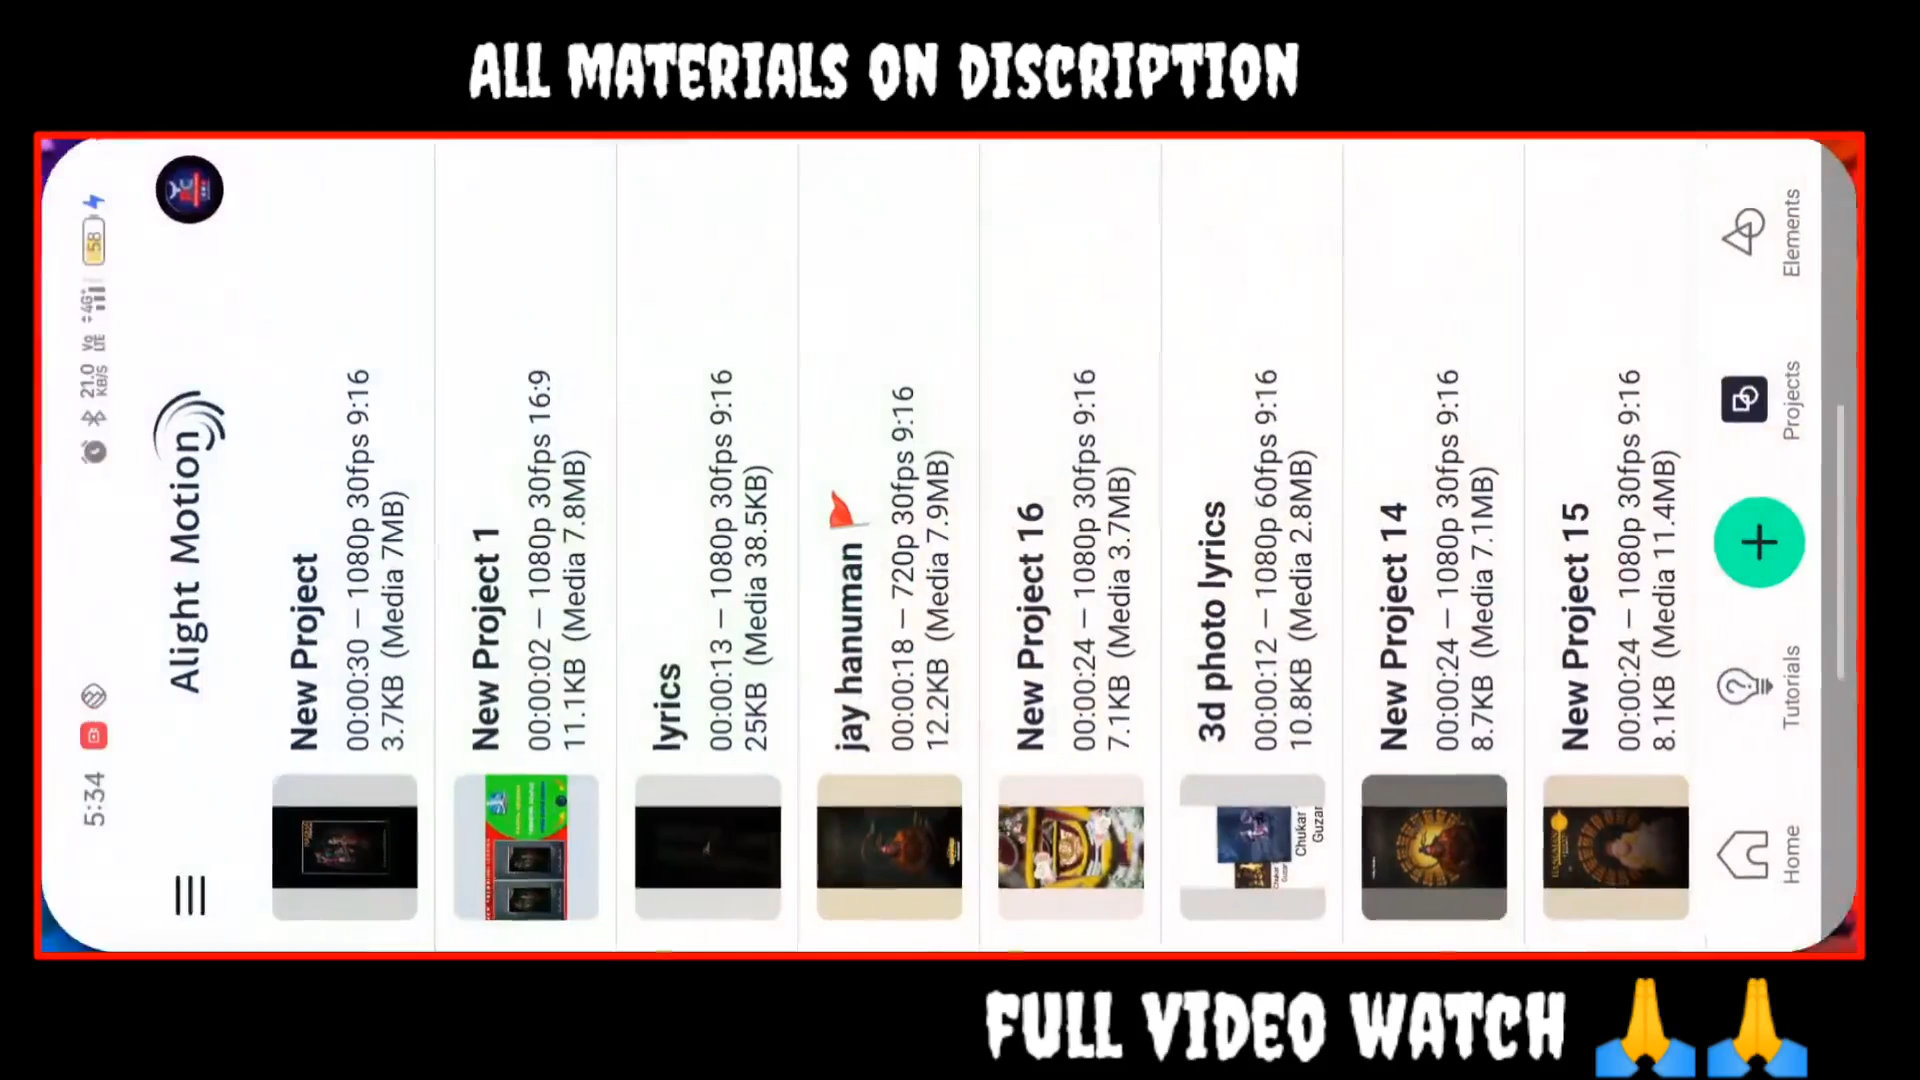 ALL MATERIALS ON DISCRIPTION
5:34
21.0 KB/S
Vo LTE
4G+
58
Alight Motion
New Project
00:00:30 – 1080p 30fps 9:16
3.7KB (Media 7MB)
New Project 1
00:00:02 – 1080p 30fps 16:9
11.1KB (Media 7.8MB)
lyrics
00:00:13 – 1080p 30fps 9:16
25KB (Media 38.5KB)
jay hanuman🚩
00:00:18 – 720p 30fps 9:16
12.2KB (Media 7.9MB)
New Project 16
00:00:24 – 1080p 30fps 9:16
7.1KB (Media 3.7MB)
3d photo lyrics
00:00:12 – 1080p 60fps 9:16
10.8KB (Media 2.8MB)
Chukar
Guzar
New Project 14
00:00:24 – 1080p 30fps 9:16
8.7KB (Media 7.1MB)
New Project 15
00:00:24 – 1080p 30fps 9:16
8.1KB (Media 11.4MB)
Home
Tutorials
Projects
Elements
FULL VIDEO WATCH 🙏🙏